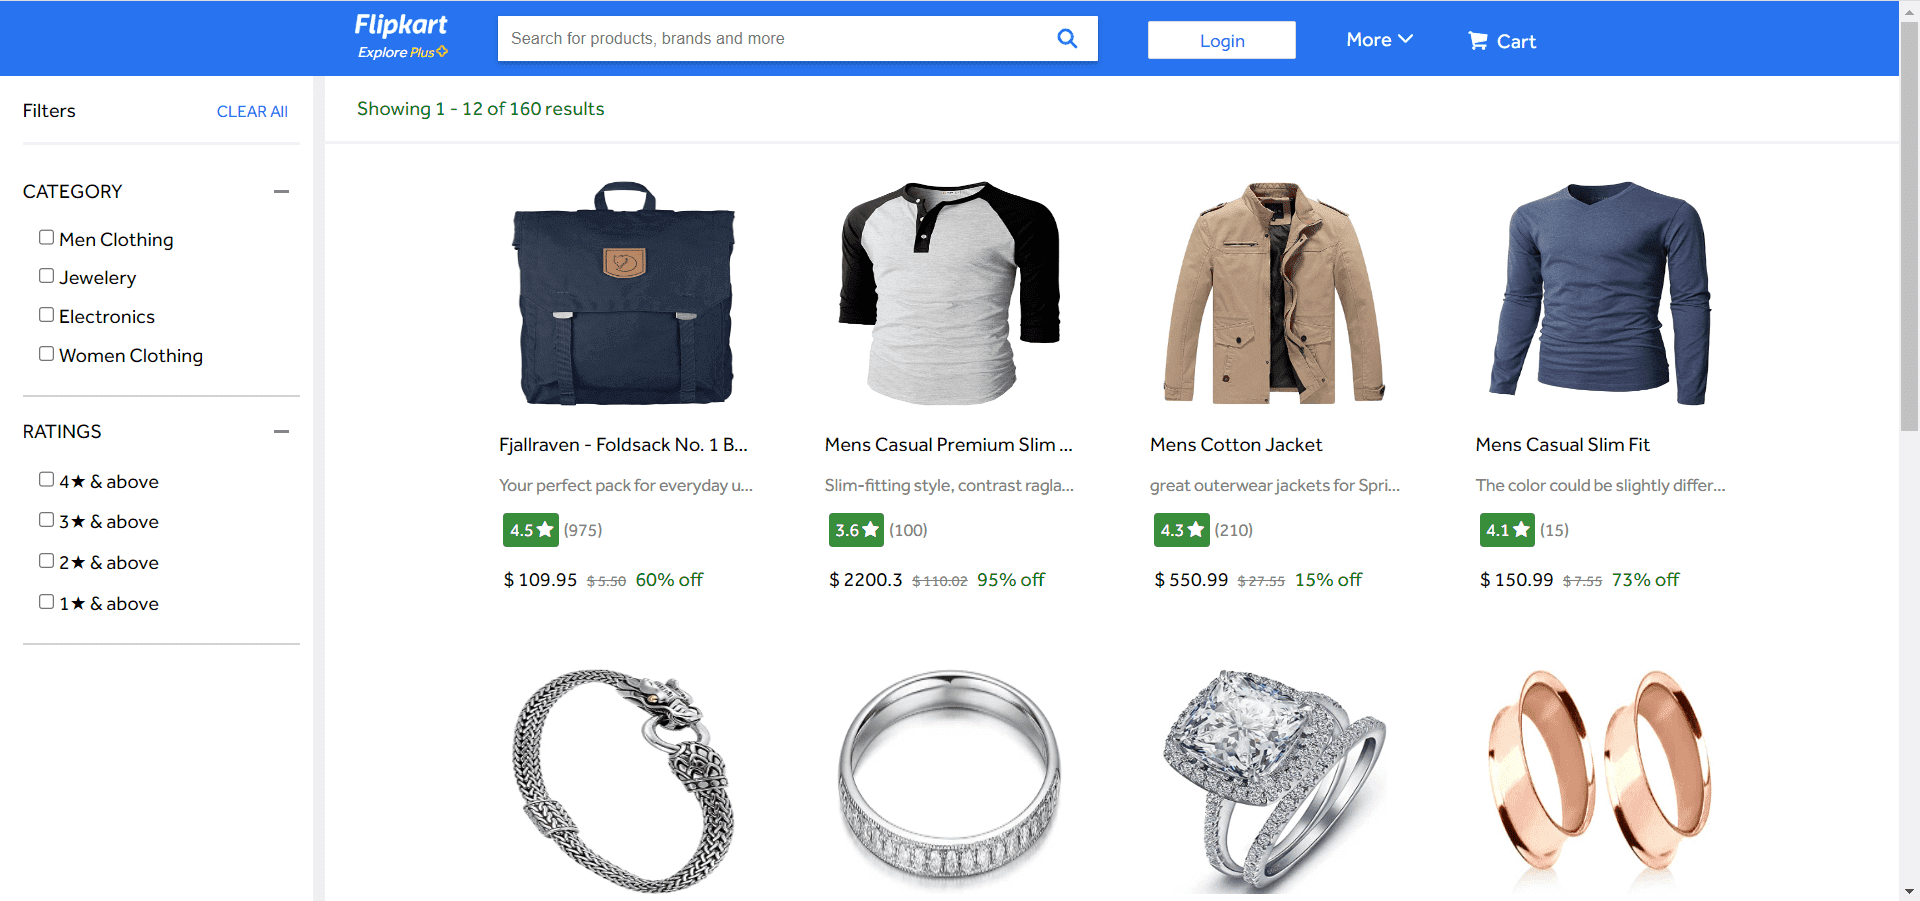 Flipkart
Explore Plus
Search for products, brands and more
Login
More
Cart
Filters
CLEAR All
Showing 1 - 12 of 160 results
CATEGORY
Men Clothing
Jewelery
Electronics
Women Clothing
RATINGS
4★ & above
3★ & above
2★ & above
1★ & above
Fjallraven - Foldsack No. 1 B...
Your perfect pack for everyday u...
4.5★ (975)
$ 109.95 $ 5.50 60% off
Mens Casual Premium Slim ...
Slim-fitting style, contrast ragla...
3.6★ (100)
$ 2200.3 $ 110.02 95% off
Mens Cotton Jacket
great outerwear jackets for Spri...
4.3★ (210)
$ 550.99 $ 27.55 15% off
Mens Casual Slim Fit
The color could be slightly differ...
4.1★ (15)
$ 150.99 $ 7.55 73% off